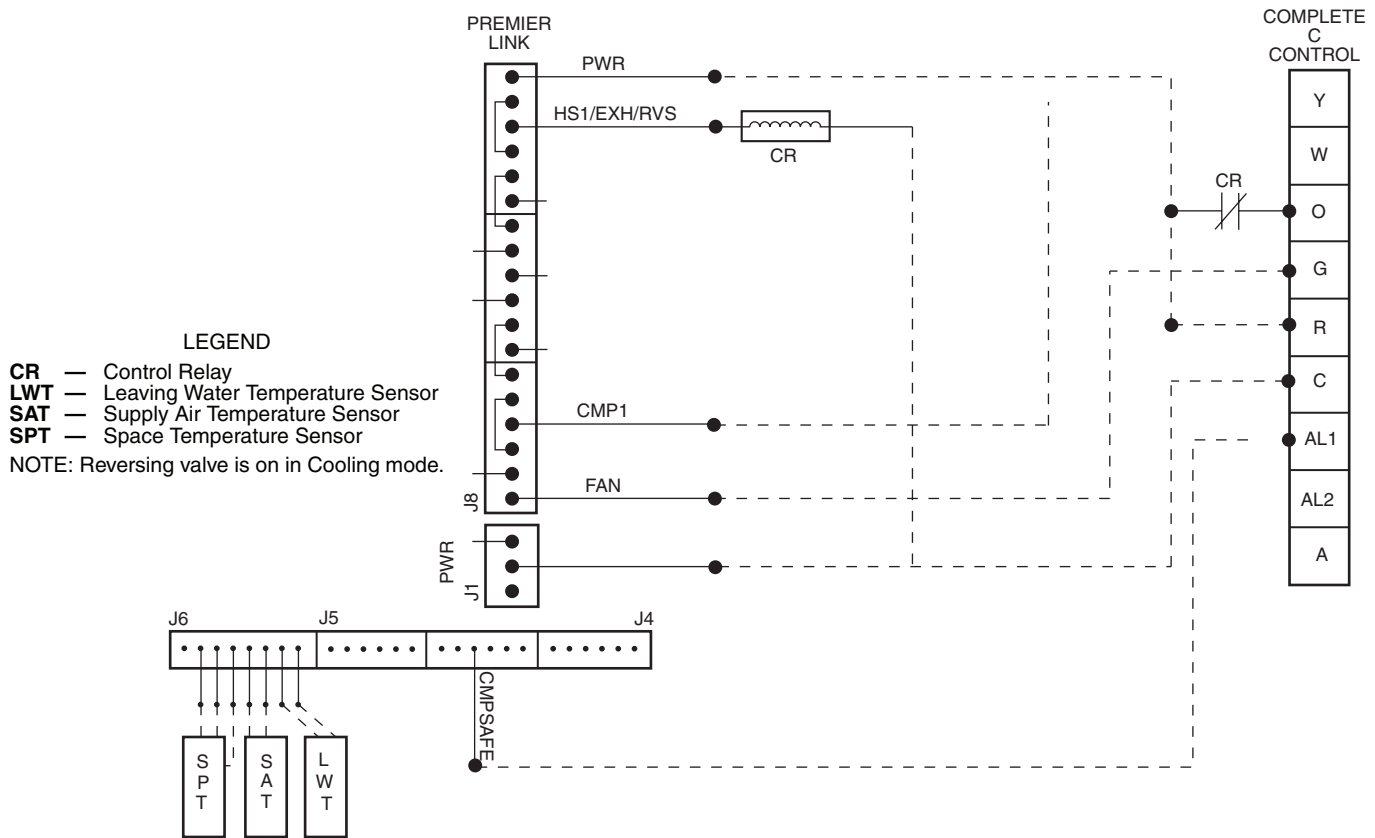 PREMIER
LINK
COMPLETE
C
CONTROL
PWR
HS1/EXH/RVS
CR
CR
Y
W
O
G
R
C
AL1
AL2
A
LEGEND
CR — Control Relay
LWT — Leaving Water Temperature Sensor
SAT — Supply Air Temperature Sensor
SPT — Space Temperature Sensor
NOTE: Reversing valve is on in Cooling mode.
CMP1
FAN
J8
PWR
J1
J6
J5
J4
CMPSAFE
SPT
SAT
LWT